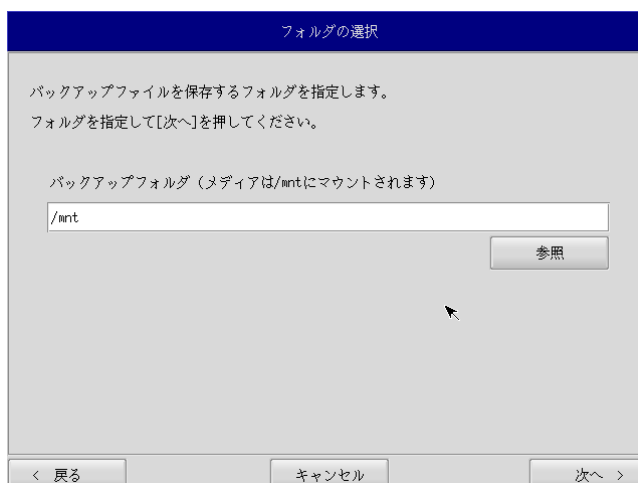 フォルダの選択
バックアップファイルを保存するフォルダを指定します。
フォルダを指定して[次へ]を押してください。
バックアップフォルダ（メディアは/mntにマウントされます）
/mnt
参照
< 戻る
キャンセル
次へ >